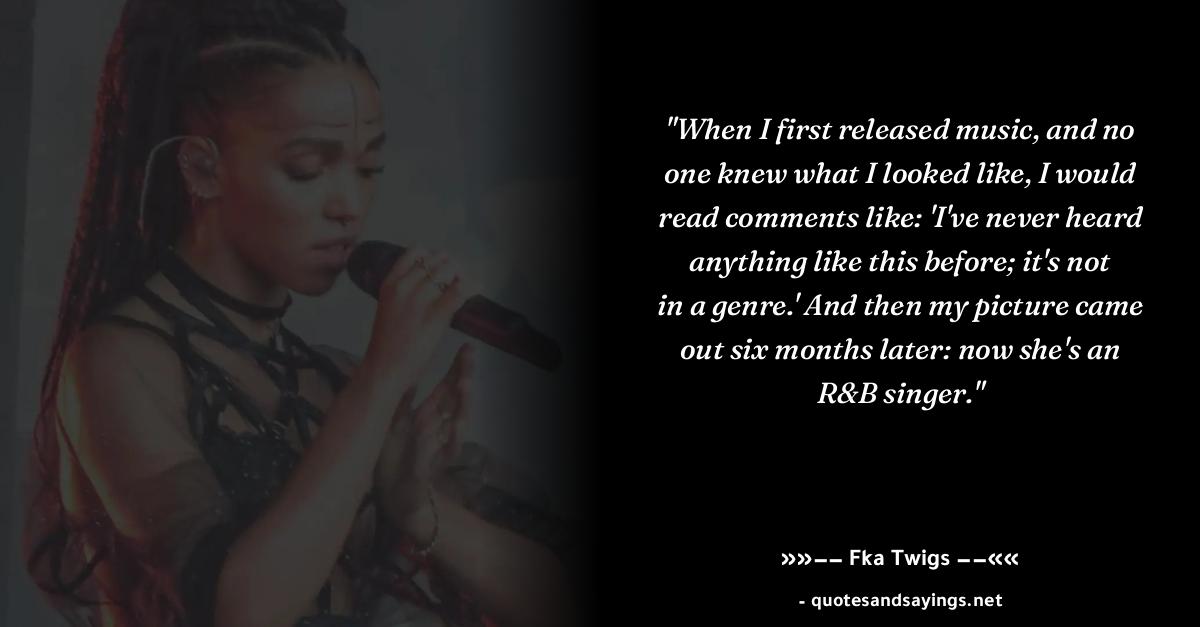 "When I first released music, and no
one knew what I looked like, I would
read comments like: 'I've never heard
anything like this before; it's not
in a genre.' And then my picture came
out six months later: now she's an
R&B singer."
»»−− Fka Twigs −−««
- quotesandsayings.net